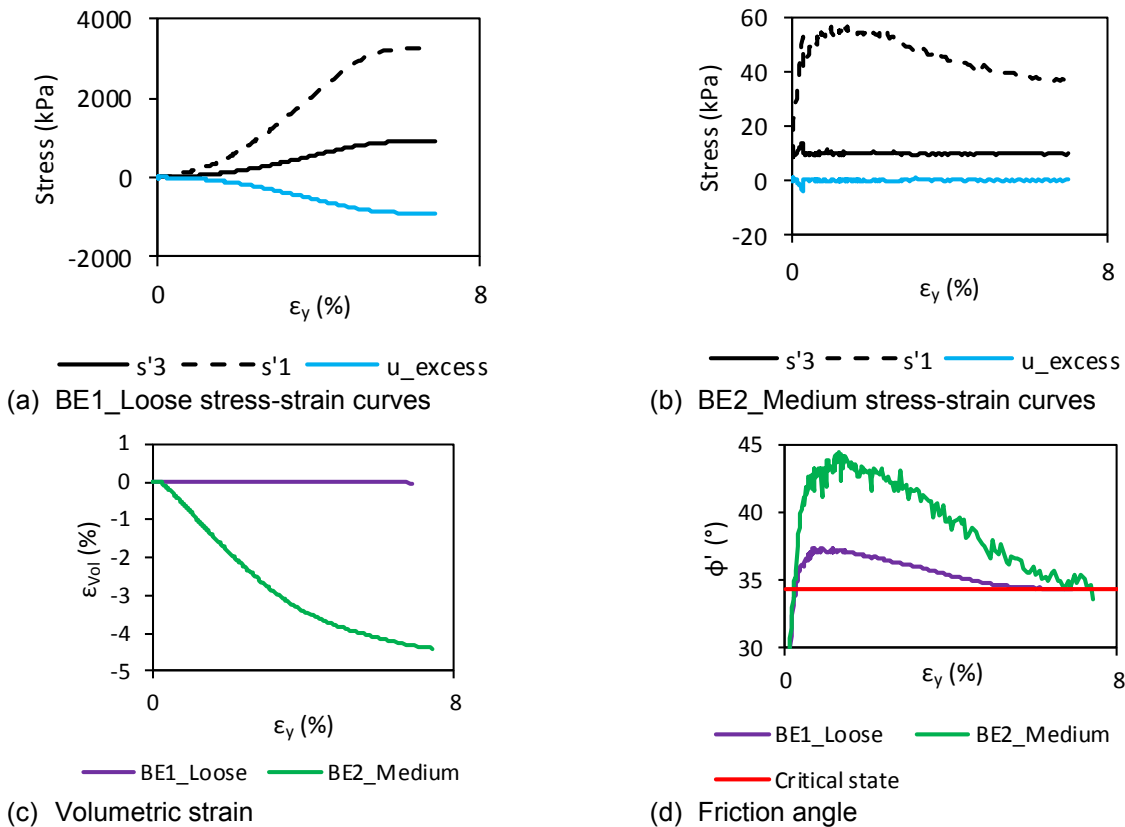 4000
2000
0
-2000
Stress (kPa)
0
8
εy (%)
s'3
s'1
u_excess
(a) BE1_Loose stress-strain curves
60
40
20
0
-20
Stress (kPa)
0
8
εy (%)
s'3
s'1
u_excess
(b) BE2_Medium stress-strain curves
1
0
-1
-2
-3
-4
-5
εVol (%)
0
8
εy (%)
BE1_Loose
BE2_Medium
(c) Volumetric strain
45
40
35
30
ϕ' (°)
0
8
εy (%)
BE1_Loose
BE2_Medium
Critical state
(d) Friction angle